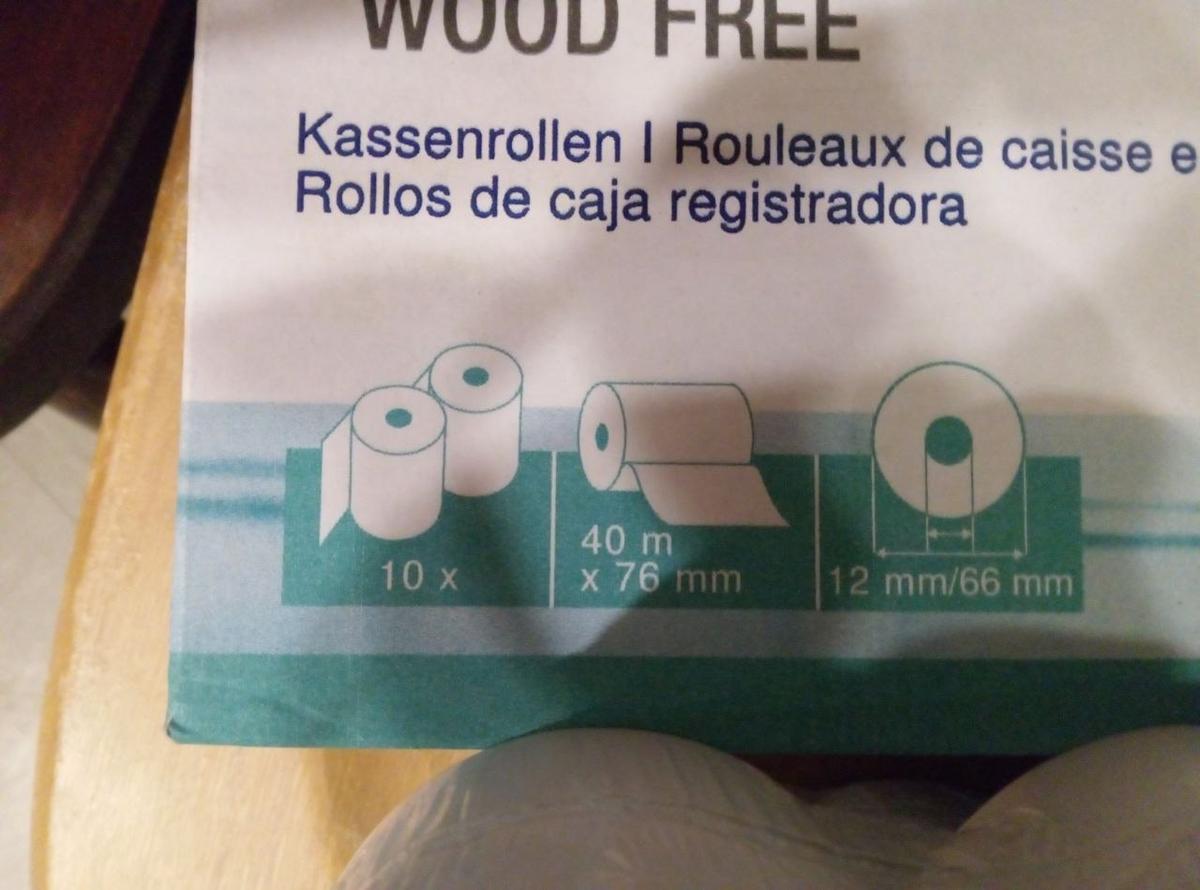 WOOD FREE
Kassenrollen | Rouleaux de caisse e
Rollos de caja registradora
10 x
40 m
x 76 mm
12 mm/66 mm